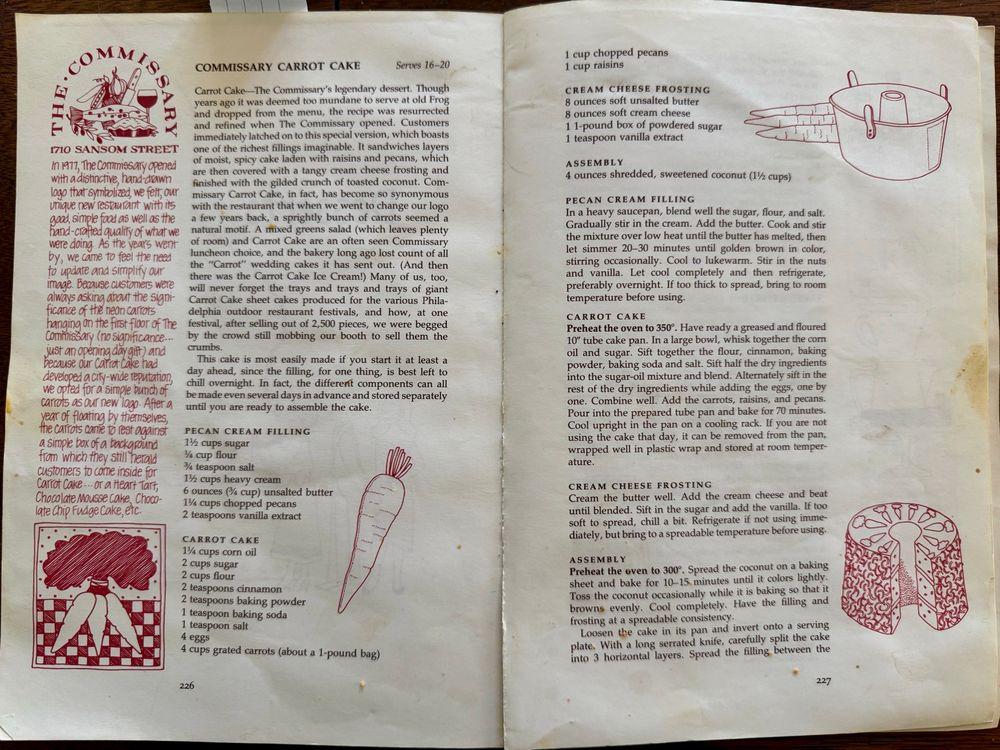 THE · COMMISSARY
1710 SANSOM STREET
In 1977, The Commissary opened
with a distinctive, hand-drawn
logo that symbolized, we felt, our
unique new restaurant with its
good, simple food as well as the
hand-crafted quality of what we
were doing. As the years went
by, we came to feel the need
to update and simplify our
image. Because customers were
always asking about the signi-
ficance of the neon carrots
hanging on the first floor of The
Commissary (no significance...
just an opening day gift) and
because our Carrot Cake had
developed a city-wide reputation,
we opted for a simple bunch of
carrots as our new logo. After a
year of floating by themselves,
the carrots came to rest against
a simple box of a background
from which they still herald
customers to come inside for
Carrot Cake... or a Heart Tart,
Chocolate Mousse Cake, Choco-
late Chip Fudge Cake, etc.
COMMISSARY CARROT CAKE Serves 16–20
Carrot Cake—The Commissary's legendary dessert. Though
years ago it was deemed too mundane to serve at old Frog
and dropped from the menu, the recipe was resurrected
and refined when The Commissary opened. Customers
immediately latched on to this special version, which boasts
one of the richest fillings imaginable. It sandwiches layers
of moist, spicy cake laden with raisins and pecans, which
are then covered with a tangy cream cheese frosting and
finished with the gilded crunch of toasted coconut. Com-
missary Carrot Cake, in fact, has become so synonymous
with the restaurant that when we went to change our logo
a few years back, a sprightly bunch of carrots seemed a
natural motif. A mixed greens salad (which leaves plenty
of room) and Carrot Cake are an often seen Commissary
luncheon choice, and the bakery long ago lost count of all
the "Carrot" wedding cakes it has sent out. (And then
there was the Carrot Cake Ice Cream!) Many of us, too,
will never forget the trays and trays and trays of giant
Carrot Cake sheet cakes produced for the various Phila-
delphia outdoor restaurant festivals, and how, at one
festival, after selling out of 2,500 pieces, we were begged
by the crowd still mobbing our booth to sell them the
crumbs.
This cake is most easily made if you start it at least a
day ahead, since the filling, for one thing, is best left to
chill overnight. In fact, the different components can all
be made even several days in advance and stored separately
until you are ready to assemble the cake.
PECAN CREAM FILLING
1½ cups sugar
¼ cup flour
¾ teaspoon salt
1½ cups heavy cream
6 ounces (¾ cup) unsalted butter
1¼ cups chopped pecans
2 teaspoons vanilla extract
CARROT CAKE
1¼ cups corn oil
2 cups sugar
2 cups flour
2 teaspoons cinnamon
2 teaspoons baking powder
1 teaspoon baking soda
1 teaspoon salt
4 eggs
4 cups grated carrots (about a 1-pound bag)
226
1 cup chopped pecans
1 cup raisins
CREAM CHEESE FROSTING
8 ounces soft unsalted butter
8 ounces soft cream cheese
1 1-pound box of powdered sugar
1 teaspoon vanilla extract
ASSEMBLY
4 ounces shredded, sweetened coconut (1½ cups)
PECAN CREAM FILLING
In a heavy saucepan, blend well the sugar, flour, and salt.
Gradually stir in the cream. Add the butter. Cook and stir
the mixture over low heat until the butter has melted, then
let simmer 20–30 minutes until golden brown in color,
stirring occasionally. Cool to lukewarm. Stir in the nuts
and vanilla. Let cool completely and then refrigerate,
preferably overnight. If too thick to spread, bring to room
temperature before using.
CARROT CAKE
Preheat the oven to 350°. Have ready a greased and floured
10" tube cake pan. In a large bowl, whisk together the corn
oil and sugar. Sift together the flour, cinnamon, baking
powder, baking soda and salt. Sift half the dry ingredients
into the sugar-oil mixture and blend. Alternately sift in the
rest of the dry ingredients while adding the eggs, one by
one. Combine well. Add the carrots, raisins, and pecans.
Pour into the prepared tube pan and bake for 70 minutes.
Cool upright in the pan on a cooling rack. If you are not
using the cake that day, it can be removed from the pan,
wrapped well in plastic wrap and stored at room temper-
ature.
CREAM CHEESE FROSTING
Cream the butter well. Add the cream cheese and beat
until blended. Sift in the sugar and add the vanilla. If too
soft to spread, chill a bit. Refrigerate if not using imme-
diately, but bring to a spreadable temperature before using.
ASSEMBLY
Preheat the oven to 300°. Spread the coconut on a baking
sheet and bake for 10–15 minutes until it colors lightly.
Toss the coconut occasionally while it is baking so that it
browns evenly. Cool completely. Have the filling and
frosting at a spreadable consistency.
Loosen the cake in its pan and invert onto a serving
plate. With a long serrated knife, carefully split the cake
into 3 horizontal layers. Spread the filling between the
227